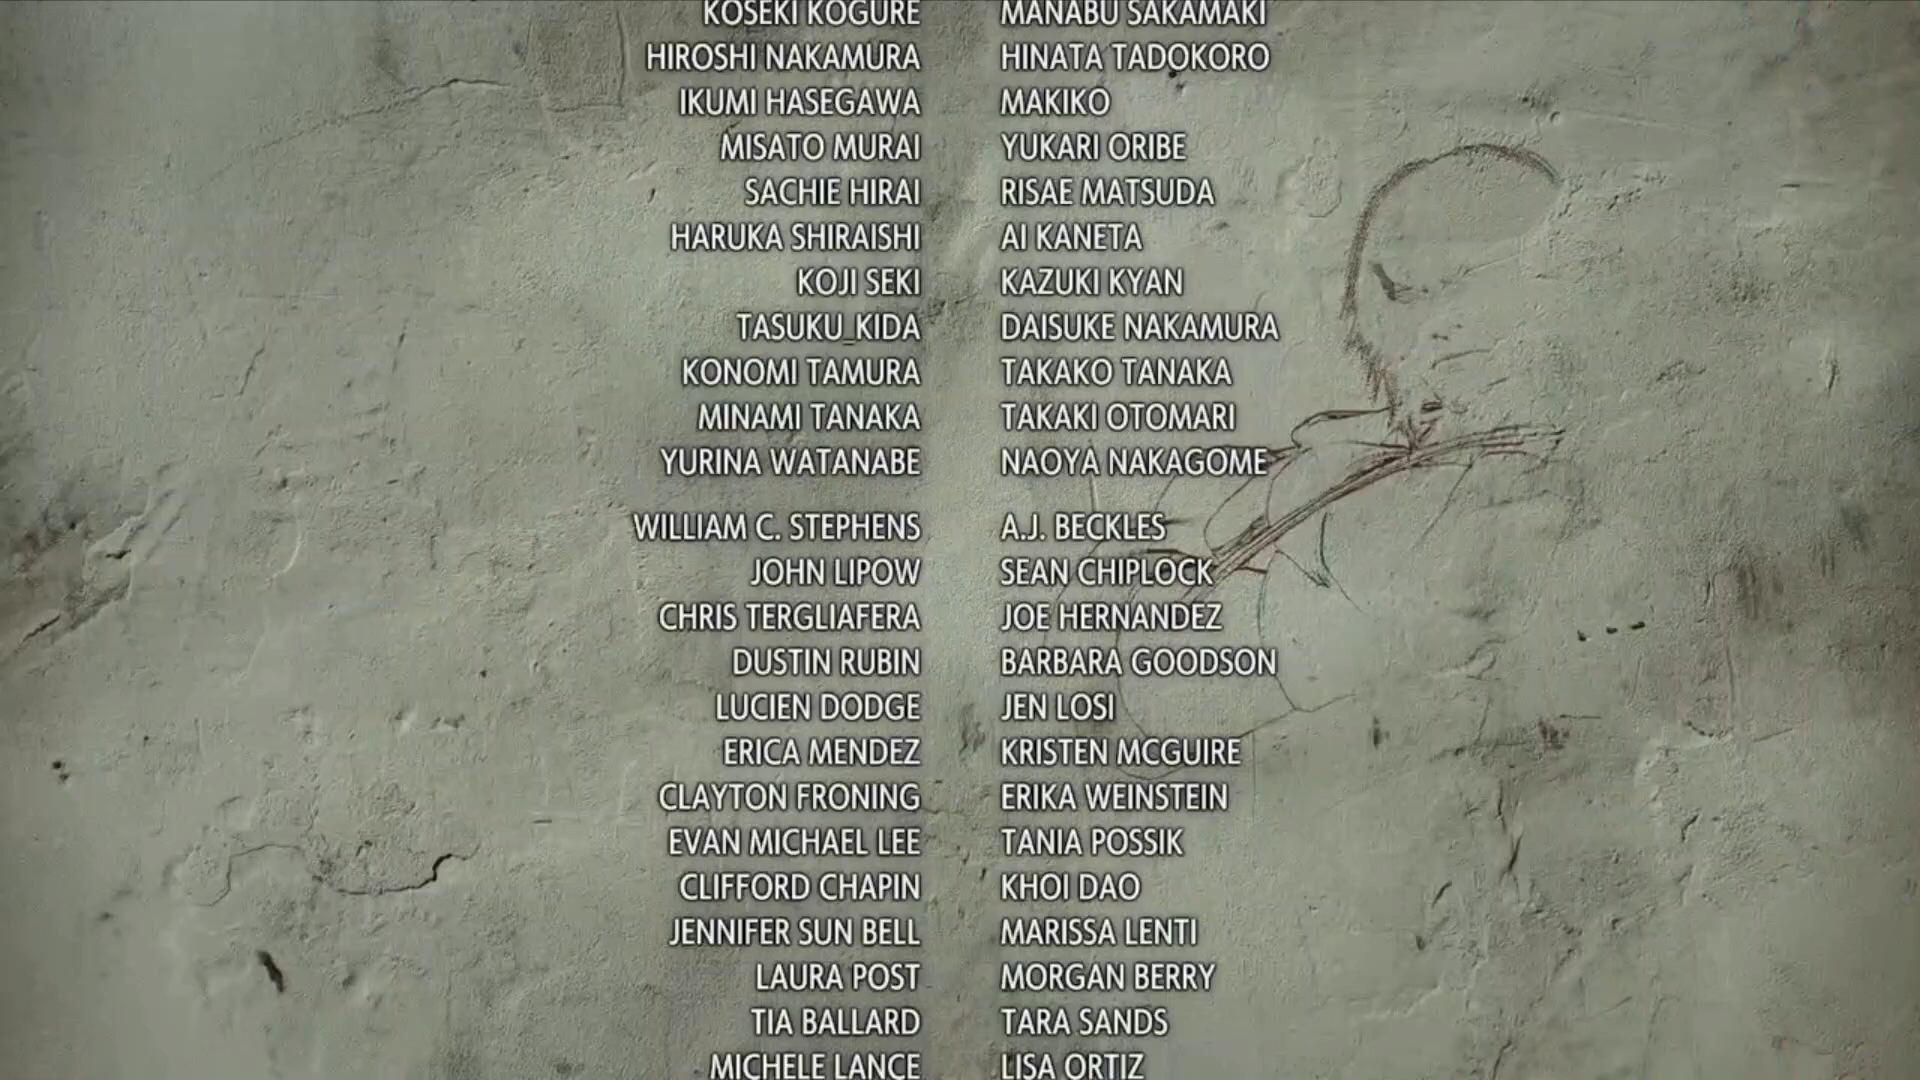 KOSEKI KOGURE MANABU SAKAMAKI
HIROSHI NAKAMURA HINATA TADOKORO
IKUMI HASEGAWA MAKIKO
MISATO MURAI YUKARI ORIBE
SACHIE HIRAI RISAE MATSUDA
HARUKA SHIRAISHI AI KANETA
KOJI SEKI KAZUKI KYAN
TASUKU_KIDA DAISUKE NAKAMURA
KONOMI TAMURA TAKAKO TANAKA
MINAMI TANAKA TAKAKI OTOMARI
YURINA WATANABE NAOYA NAKAGOME
WILLIAM C. STEPHENS A.J. BECKLES
JOHN LIPOW SEAN CHIPLOCK
CHRIS TERGLIAFERA JOE HERNANDEZ
DUSTIN RUBIN BARBARA GOODSON
LUCIEN DODGE JEN LOSI
ERICA MENDEZ KRISTEN MCGUIRE
CLAYTON FRONING ERIKA WEINSTEIN
EVAN MICHAEL LEE TANIA POSSIK
CLIFFORD CHAPIN KHOI DAO
JENNIFER SUN BELL MARISSA LENTI
LAURA POST MORGAN BERRY
TIA BALLARD TARA SANDS
MICHELE LANCE LISA ORTIZ